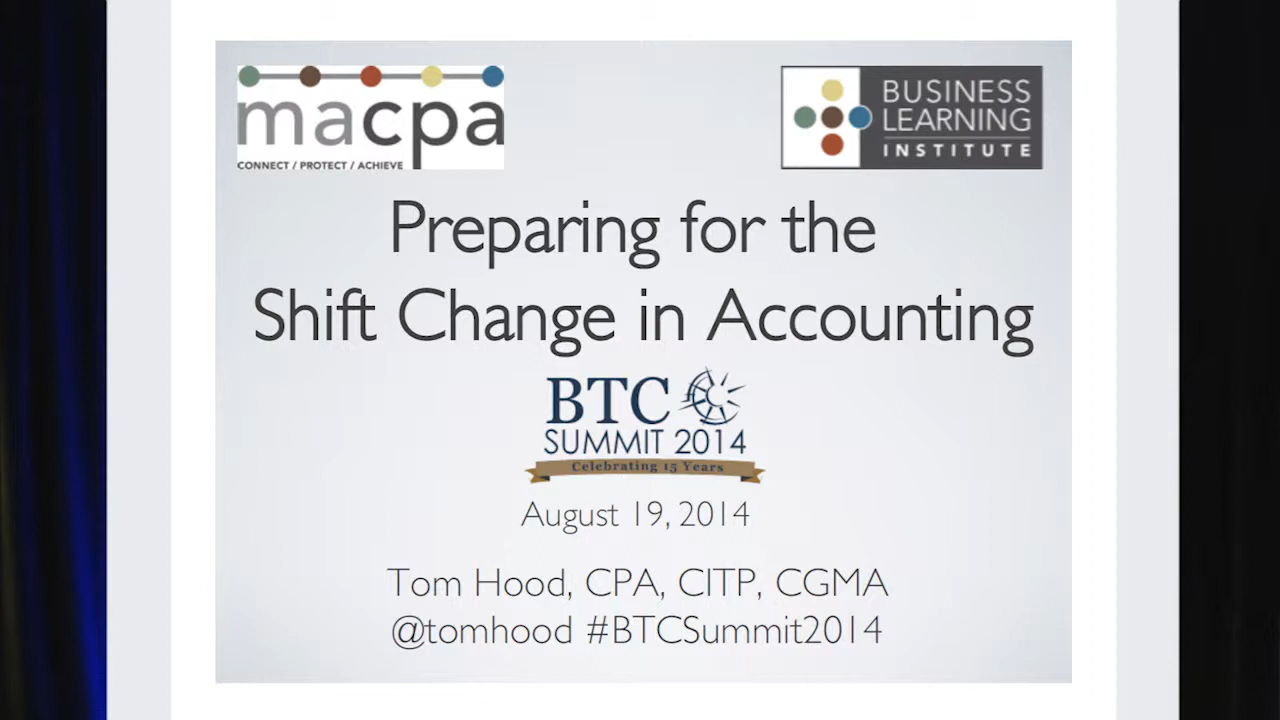 macpa
CONNECT / PROTECT / ACHIEVE
BUSINESS
LEARNING
INSTITUTE
Preparing for the
Shift Change in Accounting
BTC
SUMMIT 2014
Celebrating 15 Years
August 19, 2014
Tom Hood, CPA, CITP, CGMA
@tomhood #BTCSummit2014